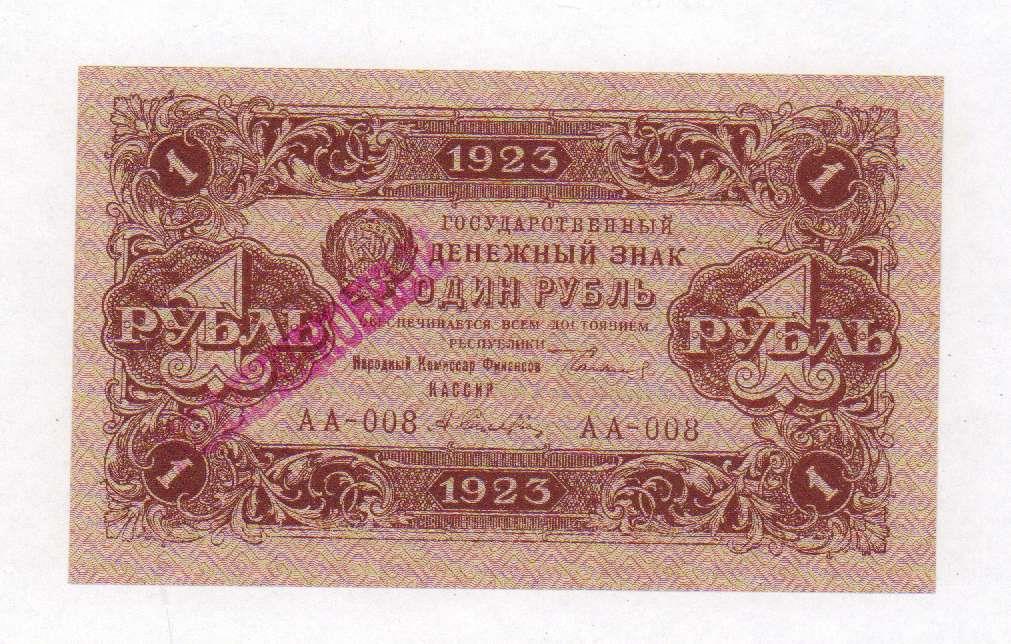 1 1923 1
ГОСУДАРСТВЕННЫЙ
ДЕНЕЖНЫЙ ЗНАК
ОДИН РУБЛЬ
1 РУБЛЬ
1 РУБЛЬ
ОБЕСПЕЧИВАЕТСЯ ВСЕМ ДОСТОЯНИЕМ
РЕСПУБЛИКИ
Народный Комиссар Финансов
КАССИР
АА-008 АА-008
1 1923 1